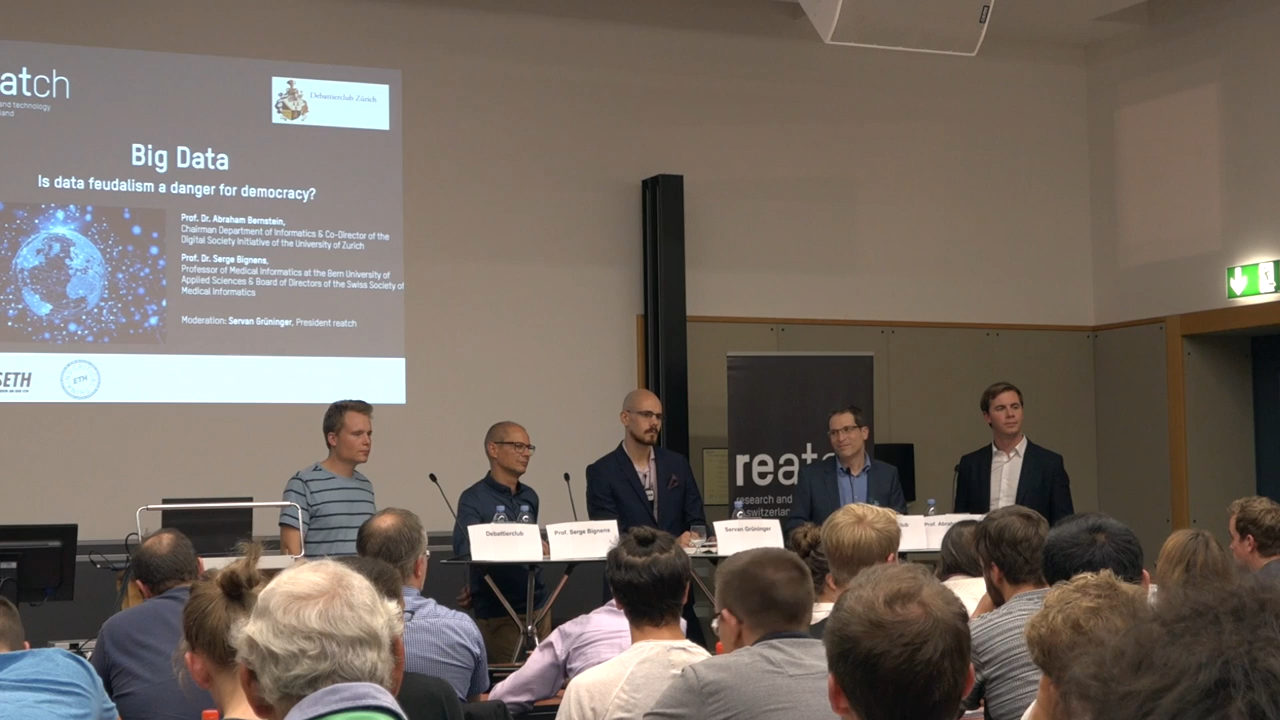 atch
and technology
land
Debattierclub Zürich
Big Data
Is data feudalism a danger for democracy?
Prof. Dr. Abraham Bernstein,
Chairman Department of Informatics & Co-Director of the
Digital Society Initiative of the University of Zurich
Prof. Dr. Serge Bignens,
Professor of Medical Informatics at the Bern University of
Applied Sciences & Board of Directors of the Swiss Society of
Medical Informatics
Moderation: Servan Grüninger, President reatch
SETH
ETH
reat
research and
switzerlan
Debattierclub
Prof. Serge Bignens
Servan Grüninger
lub
Prof. Abra